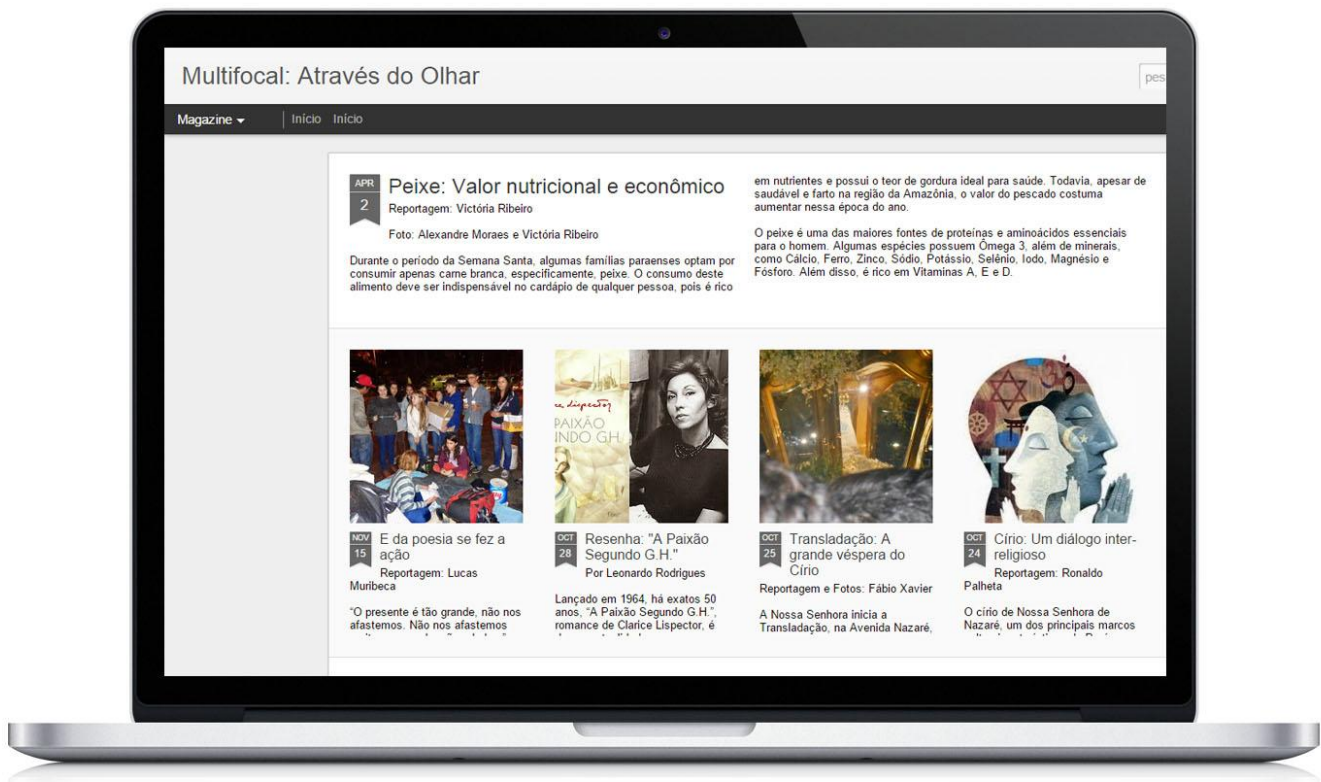 Multifocal: Através do Olhar
pes
Magazine
Início Início
APR
2
Peixe: Valor nutricional e econômico
Reportagem: Victória Ribeiro
Foto: Alexandre Moraes e Victória Ribeiro
Durante o período da Semana Santa, algumas famílias paraenses optam por
consumir apenas carne branca, especificamente, peixe. O consumo deste
alimento deve ser indispensável no cardápio de qualquer pessoa, pois é rico
em nutrientes e possui o teor de gordura ideal para saúde. Todavia, apesar de
saudável e farto na região da Amazônia, o valor do pescado costuma
aumentar nessa época do ano.
O peixe é uma das maiores fontes de proteínas e aminoácidos essenciais
para o homem. Algumas espécies possuem Ômega 3, além de minerais,
como Cálcio, Ferro, Zinco, Sódio, Potássio, Selênio, Iodo, Magnésio e
Fósforo. Além disso, é rico em Vitaminas A, E e D.
NOV
15
E da poesia se fez a
ação
Reportagem: Lucas
Muribeca
"O presente é tão grande, não nos
afastemos. Não nos afastemos
PAIXÃO
NDO GH
OCT
28
Resenha: "A Paixão
Segundo G.H."
Por Leonardo Rodrigues
Lançado em 1964, há exatos 50
anos, "A Paixão Segundo G.H.",
romance de Clarice Lispector, é
OCT
25
Transladação: A
grande véspera do
Círio
Reportagem e Fotos: Fábio Xavier
A Nossa Senhora inicia a
Transladação, na Avenida Nazaré,
OCT
24
Círio: Um diálogo inter-
religioso
Reportagem: Ronaldo
Palheta
O círio de Nossa Senhora de
Nazaré, um dos principais marcos